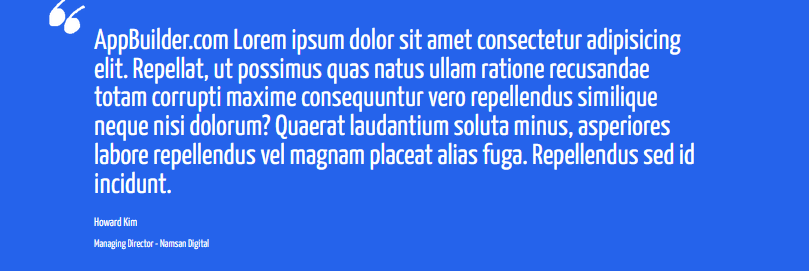 AppBuilder.com Lorem ipsum dolor sit amet consectetur adipisicing
elit. Repellat, ut possimus quas natus ullam ratione recusandae
totam corrupti maxime consequuntur vero repellendus similique
neque nisi dolorum? Quaerat laudantium soluta minus, asperiores
labore repellendus vel magnam placeat alias fuga. Repellendus sed id
incidunt.
Howard Kim
Managing Director - Namsan Digital